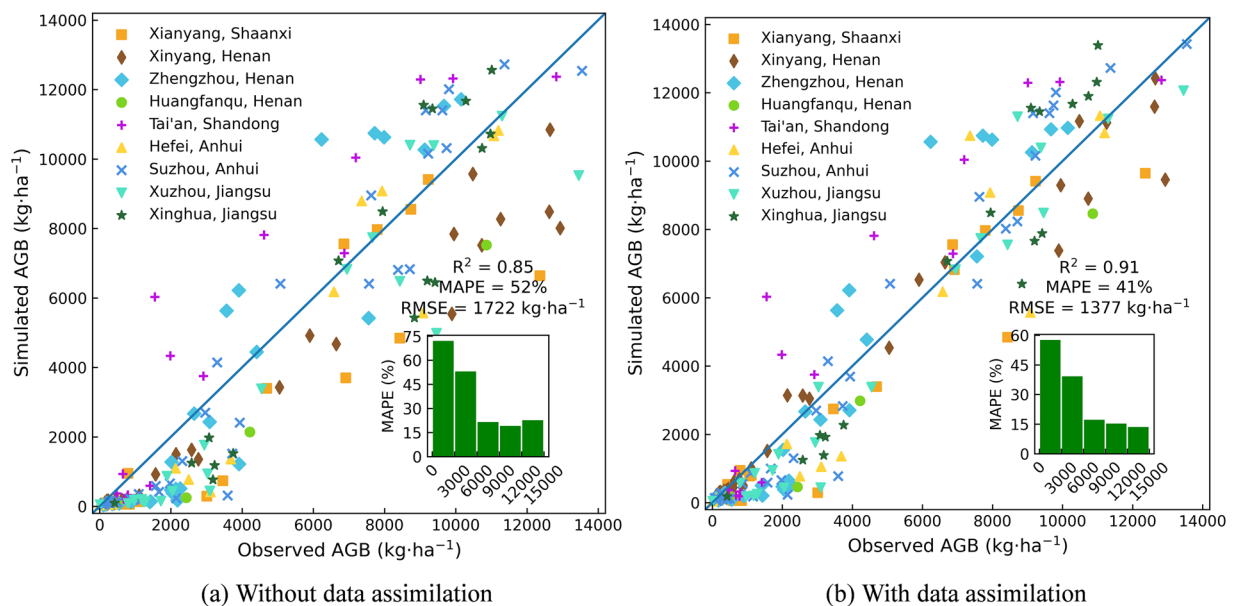 14000
12000
10000
8000
6000
4000
2000
0
Simulated AGB (kg·ha⁻¹)
Xianyang, Shaanxi
Xinyang, Henan
Zhengzhou, Henan
Huangfanqu, Henan
Tai'an, Shandong
Hefei, Anhui
Suzhou, Anhui
Xuzhou, Jiangsu
Xinghua, Jiangsu
R² = 0.85
MAPE = 52%
RMSE = 1722 kg·ha⁻¹
75
60
45
30
15
0
MAPE (%)
0 3000 6000 9000 12000 15000
0 2000 4000 6000 8000 10000 12000 14000
Observed AGB (kg·ha⁻¹)
(a) Without data assimilation
14000
12000
10000
8000
6000
4000
2000
0
Simulated AGB (kg·ha⁻¹)
Xianyang, Shaanxi
Xinyang, Henan
Zhengzhou, Henan
Huangfanqu, Henan
Tai'an, Shandong
Hefei, Anhui
Suzhou, Anhui
Xuzhou, Jiangsu
Xinghua, Jiangsu
R² = 0.91
MAPE = 41%
RMSE = 1377 kg·ha⁻¹
60
45
30
15
0
MAPE (%)
0 3000 6000 9000 12000 15000
0 2000 4000 6000 8000 10000 12000 14000
Observed AGB (kg·ha⁻¹)
(b) With data assimilation